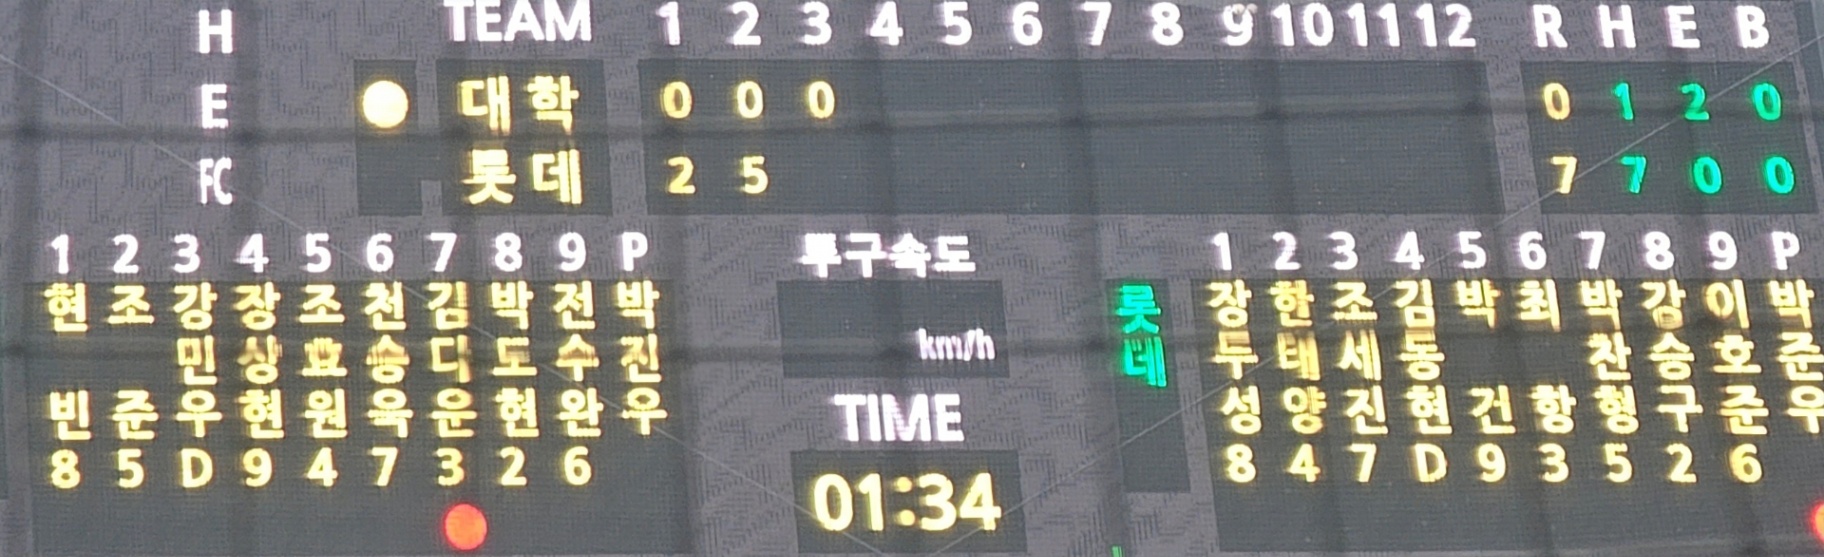 H TEAM 1 2 3 4 5 6 7 8 9 10 11 12 R H E B
E 대학 0 0 0 0 1 2 0
FC 롯데 2 5 7 7 0 0
1 2 3 4 5 6 7 8 9 P
현 조 강 장 조 천 김 박 전 박
민 상 효 승 디 도 수 진
빈 준 우 현 원 욱 운 현 완 우
8 5 D 9 4 7 3 2 6
투구속도
km/h
TIME
01:34
롯데
1 2 3 4 5 6 7 8 9 P
장 한 조 김 박 최 박 강 이 박
두 태 세 동 찬 승 호 준
성 양 진 현 건 항 형 구 준 우
8 4 7 D 9 3 5 2 6